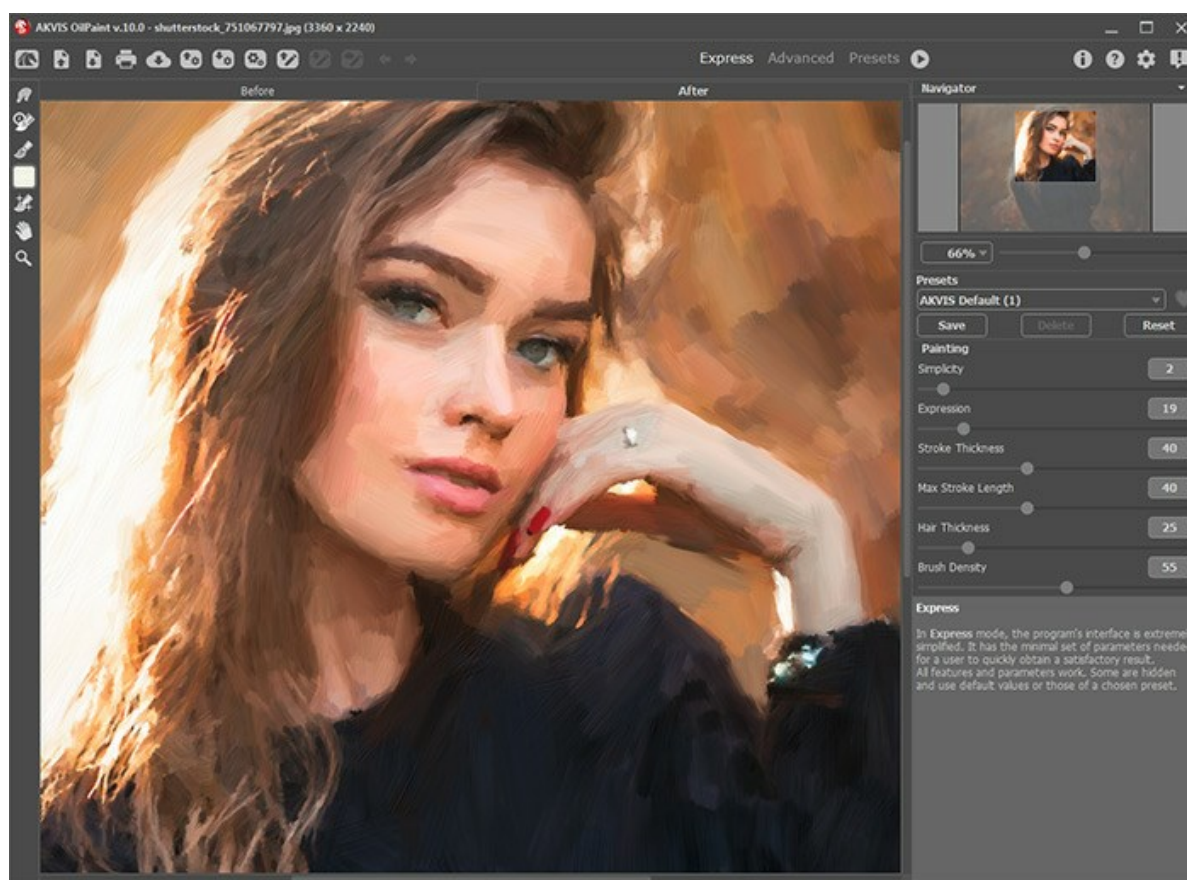 AKVIS OilPaint v.10.0 - shutterstock_751067797.jpg (3360 x 2240)
Express Advanced Presets
Before After
Navigator
66%
Presets
AKVIS Default (1)
Save Delete Reset
Painting
Simplicity 2
Expression 19
Stroke Thickness 40
Max Stroke Length 40
Hair Thickness 25
Brush Density 55
Express
In Express mode, the program's interface is extreme
simplified. It has the minimal set of parameters neede
for a user to quickly obtain a satisfactory result.
All features and parameters work. Some are hidden
and use default values or those of a chosen preset.